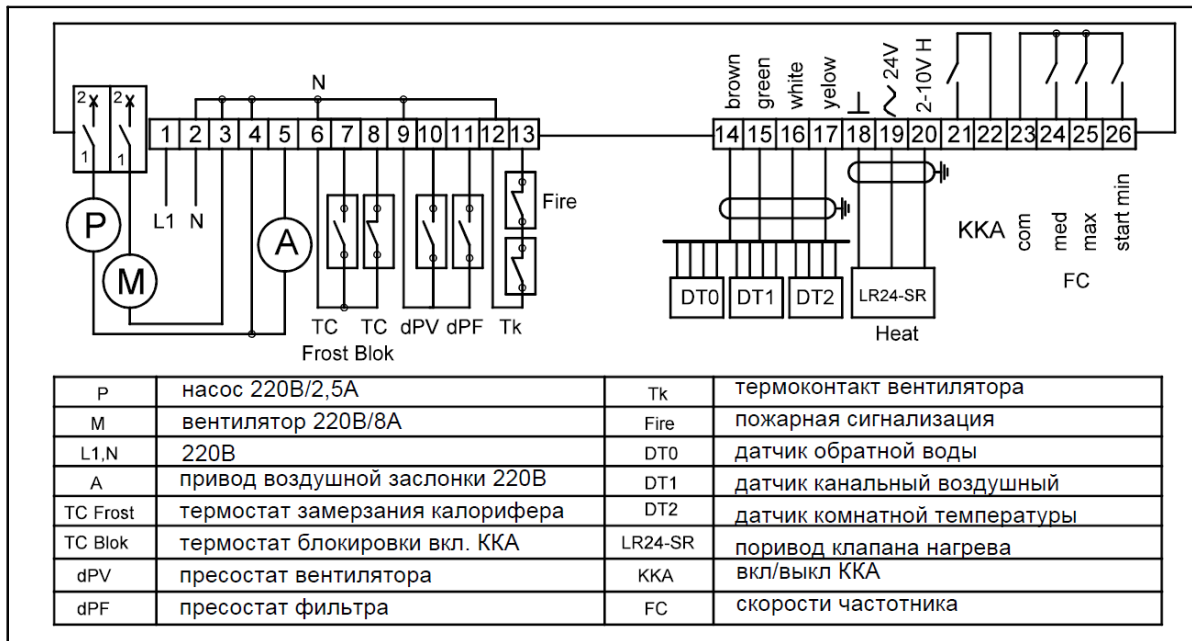 brown
green
white
yelow
24V
2-10V H
N
2 2
1 1
1 2 3 4 5 6 7 8 9 10 11 12 13
14 15 16 17 18 19 20 21 22 23 24 25 26
P
M
L1 N
A
Fire
TC TC dPV dPF Tk
Frost Blok
DT0 DT1 DT2 LR24-SR
Heat
KKA
com
med
max
start min
FC
P насос 220В/2,5А Tk термоконтакт вентилятора
M вентилятор 220В/8А Fire пожарная сигнализация
L1,N 220В DT0 датчик обратной воды
A привод воздушной заслонки 220В DT1 датчик канальный воздушный
TC Frost термостат замерзания калорифера DT2 датчик комнатной температуры
TC Blok термостат блокировки вкл. ККА LR24-SR поривод клапана нагрева
dPV пресостат вентилятора KKA вкл/выкл ККА
dPF пресостат фильтра FC скорости частотника